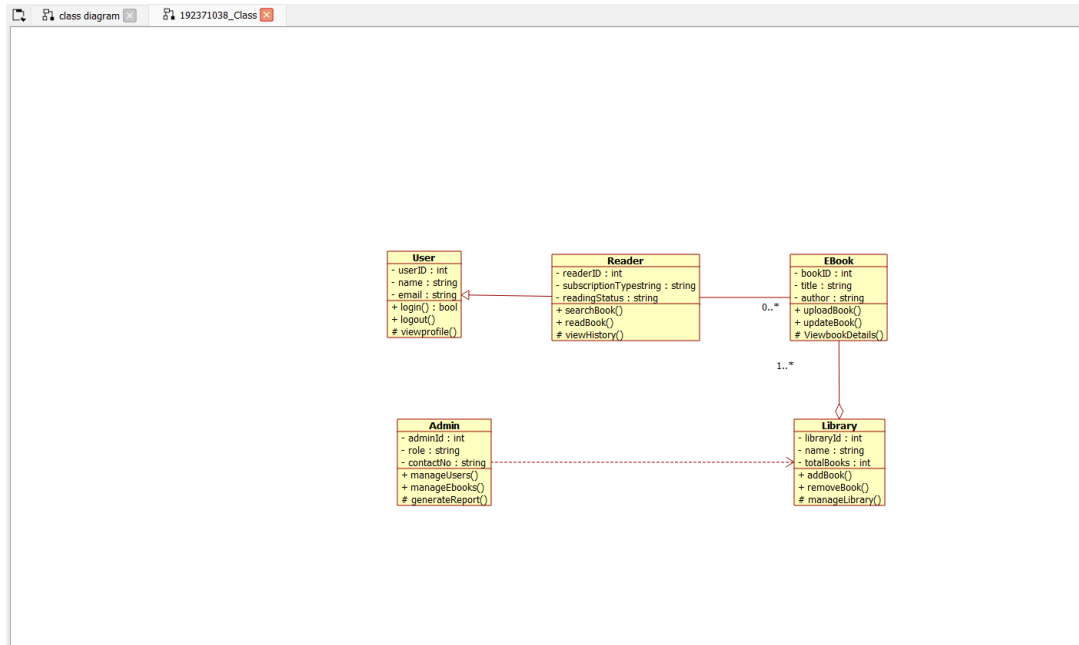 class diagram
192371038_Class
User
- userID : int
- name : string
- email : string
+ login() : bool
+ logout()
# viewprofile()
Reader
- readerID : int
- subscriptionTypestring : string
- readingStatus : string
+ searchBook()
+ readBook()
# viewHistory()
0..*
EBook
- bookID : int
- title : string
- author : string
+ uploadBook()
+ updateBook()
# ViewbookDetails()
1..*
Admin
- adminId : int
- role : string
- contactNo : string
+ manageUsers()
+ manageEbooks()
# generateReport()
Library
- libraryId : int
- name : string
- totalBooks : int
+ addBook()
+ removeBook()
# manageLibrary()